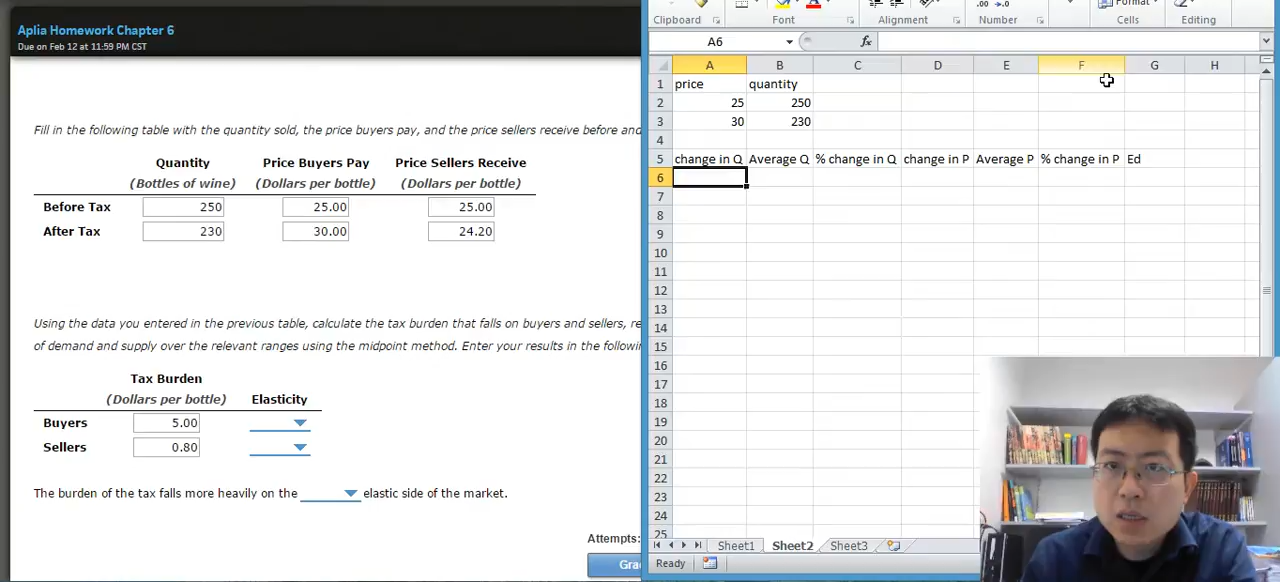 Aplia Homework Chapter 6
Due on Feb 12 at 11:59 PM CST
Fill in the following table with the quantity sold, the price buyers pay, and the price sellers receive before and
Quantity Price Buyers Pay Price Sellers Receive
(Bottles of wine) (Dollars per bottle) (Dollars per bottle)
Before Tax 250 25.00 25.00
After Tax 230 30.00 24.20
Using the data you entered in the previous table, calculate the tax burden that falls on buyers and sellers, re
of demand and supply over the relevant ranges using the midpoint method. Enter your results in the
Tax Burden
(Dollars per bottle) Elasticity
Buyers 5.00
Sellers 0.80
The burden of the tax falls more heavily on the elastic side of the market.
Attempts:
Gra
Format
Clipboard Font Alignment Number Cells Editing
A6 fx
A B C D E F G H
1 price quantity
2 25 250
3 30 230
4
5 change in Q Average Q % change in Q change in P Average P % change in P Ed
6
7
8
9
10
11
12
13
14
15
16
17
18
19
20
21
22
23
24
25
Sheet1 Sheet2 Sheet3
Ready